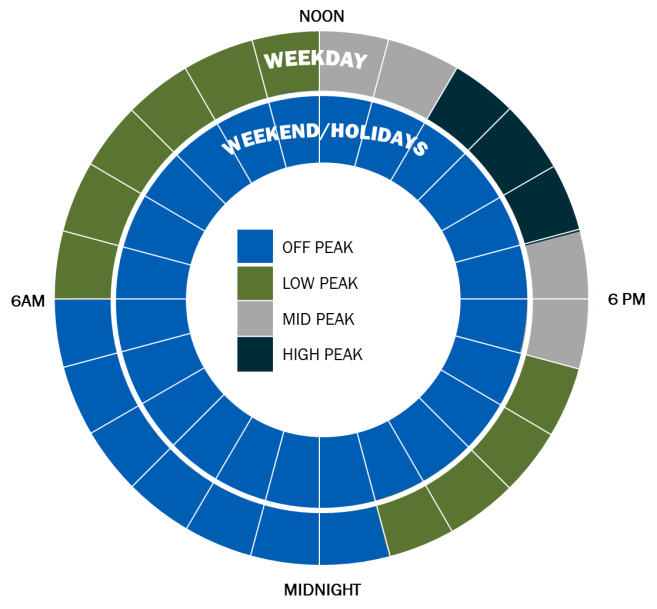 NOON
WEEKDAY
WEEKEND/HOLIDAYS
OFF PEAK
LOW PEAK
6AM
6 PM
MID PEAK
HIGH PEAK
MIDNIGHT